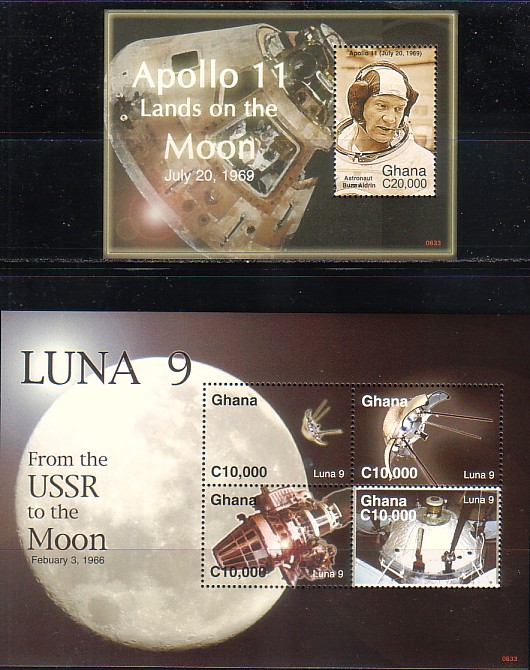 Apollo 11
Lands on the
Moon
July 20, 1969
Apollo 11 (July 20, 1969)
Ghana
C20,000
Astronaut
Buzz Aldrin
0633
LUNA 9
From the
USSR
to the
Moon
Febuary 3, 1966
Ghana
C10,000
Luna 9
Ghana
C10,000
Luna 9
Ghana
C10,000
Luna 9
Luna 9
Ghana
C10,000
0633